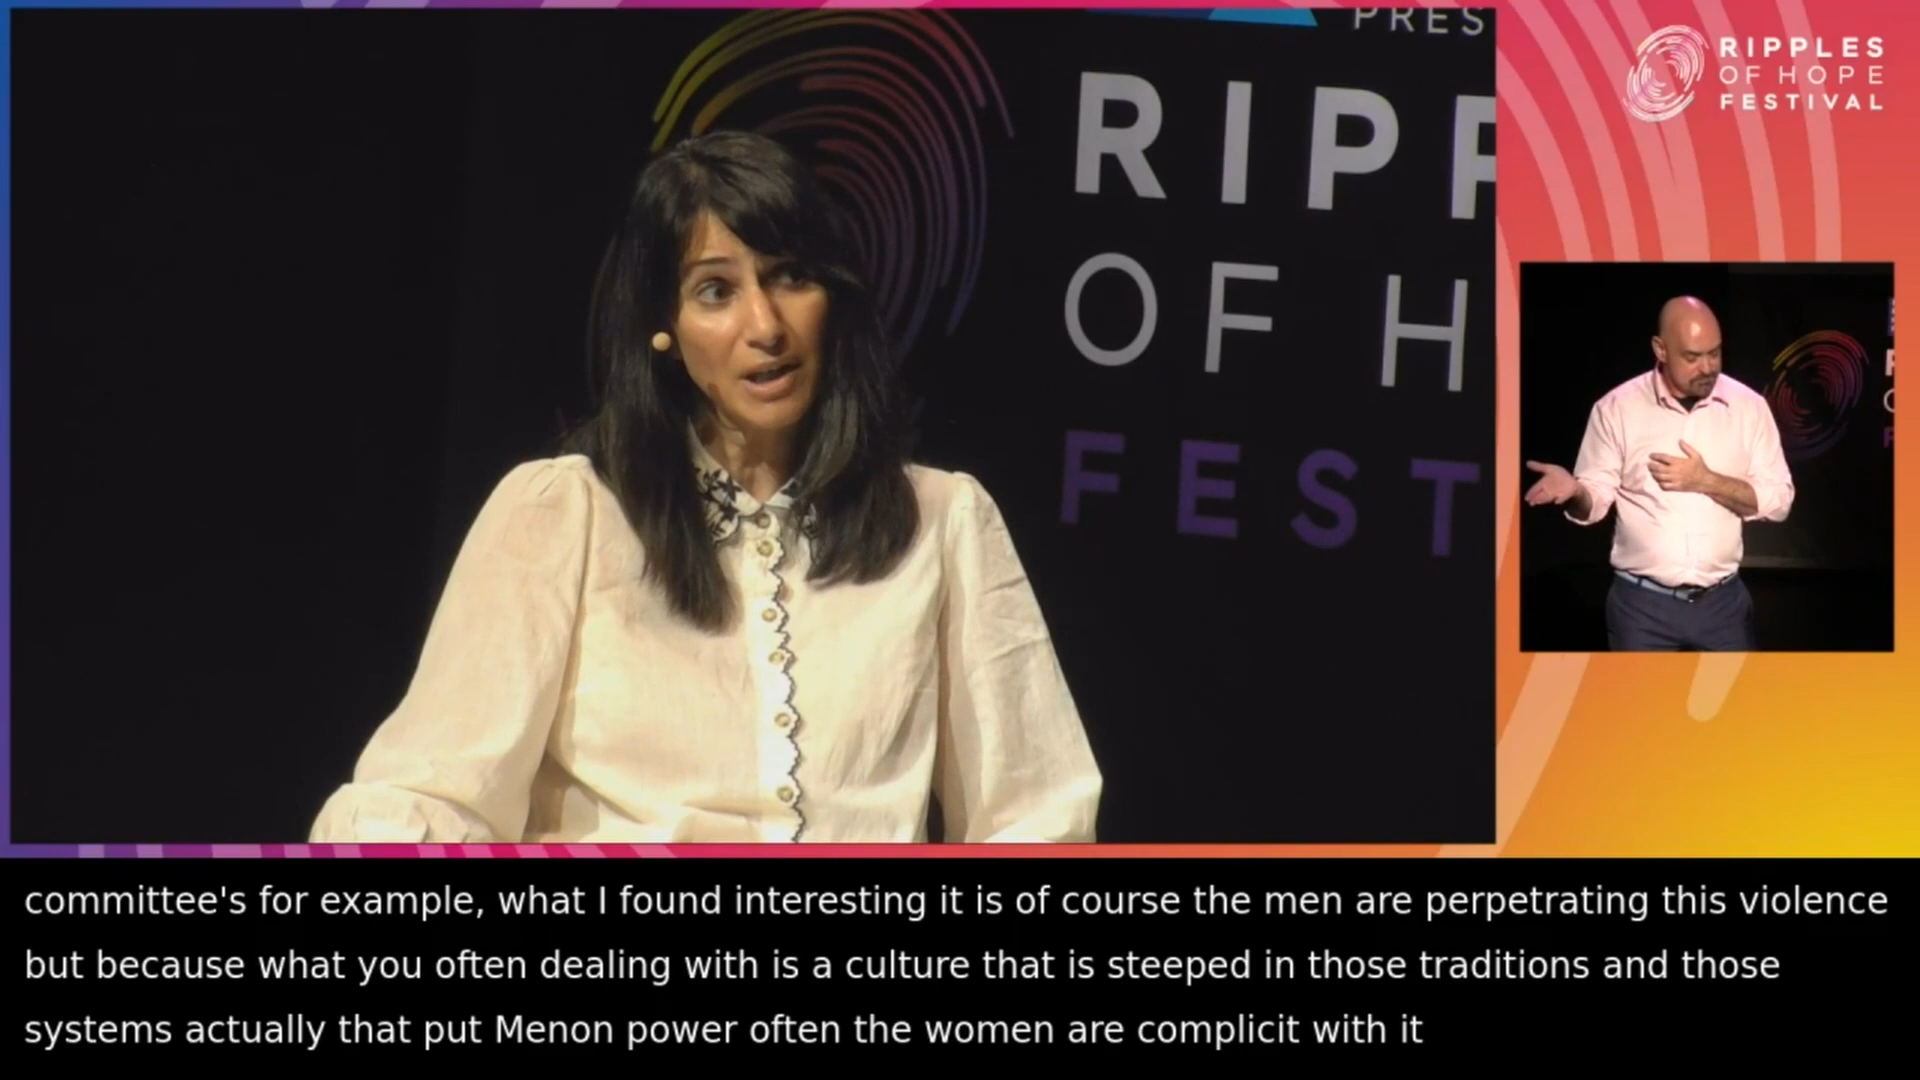 PRES
RIPP
OF H
FEST
RIPPLES
OF HOPE
FESTIVAL
committee's for example, what I found interesting it is of course the men are perpetrating this violence
but because what you often dealing with is a culture that is steeped in those traditions and those
systems actually that put Menon power often the women are complicit with it